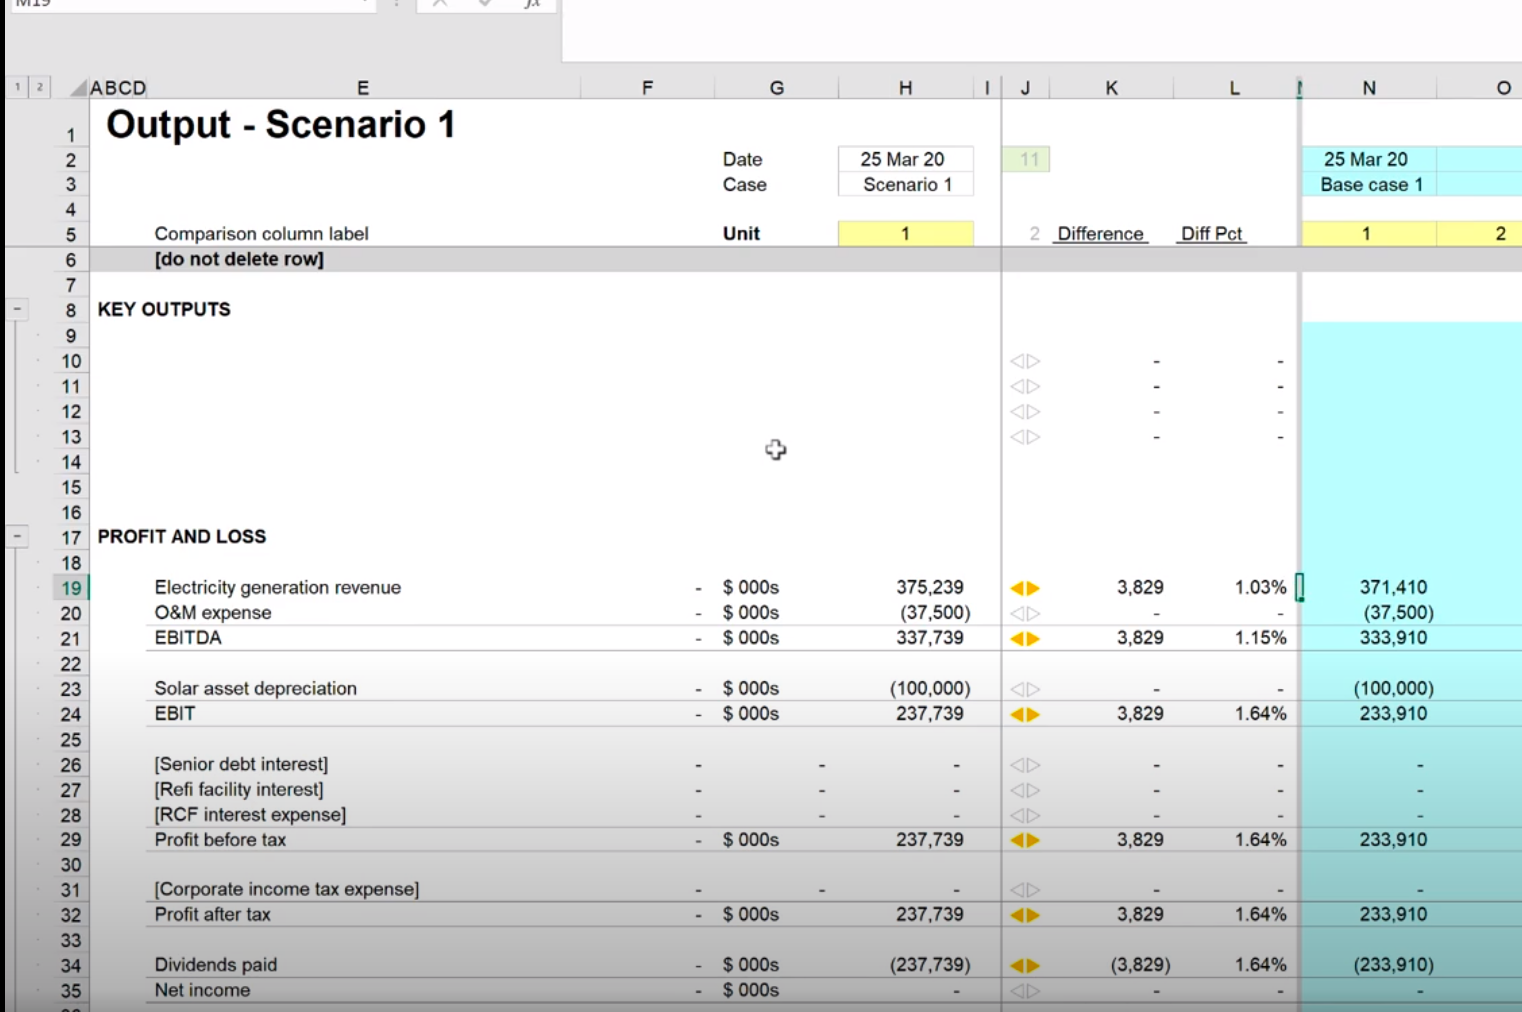 M19 fx
1 2 A B C D E F G H I J K L M N O
1 Output - Scenario 1
2 Date 25 Mar 20 11 25 Mar 20
3 Case Scenario 1 Base case 1
4
5 Comparison column label Unit 1 2 Difference Diff Pct 1 2
6 [do not delete row]
7
8 KEY OUTPUTS
9
10 - -
11 - -
12 - -
13 - -
14
15
16
17 PROFIT AND LOSS
18
19 Electricity generation revenue - $ 000s 375,239 3,829 1.03% 371,410
20 O&M expense - $ 000s (37,500) - - (37,500)
21 EBITDA - $ 000s 337,739 3,829 1.15% 333,910
22
23 Solar asset depreciation - $ 000s (100,000) - - (100,000)
24 EBIT - $ 000s 237,739 3,829 1.64% 233,910
25
26 [Senior debt interest] - - - - - -
27 [Refi facility interest] - - - - - -
28 [RCF interest expense] - - - - - -
29 Profit before tax - $ 000s 237,739 3,829 1.64% 233,910
30
31 [Corporate income tax expense] - - - - - -
32 Profit after tax - $ 000s 237,739 3,829 1.64% 233,910
33
34 Dividends paid - $ 000s (237,739) (3,829) 1.64% (233,910)
35 Net income - $ 000s - - - -